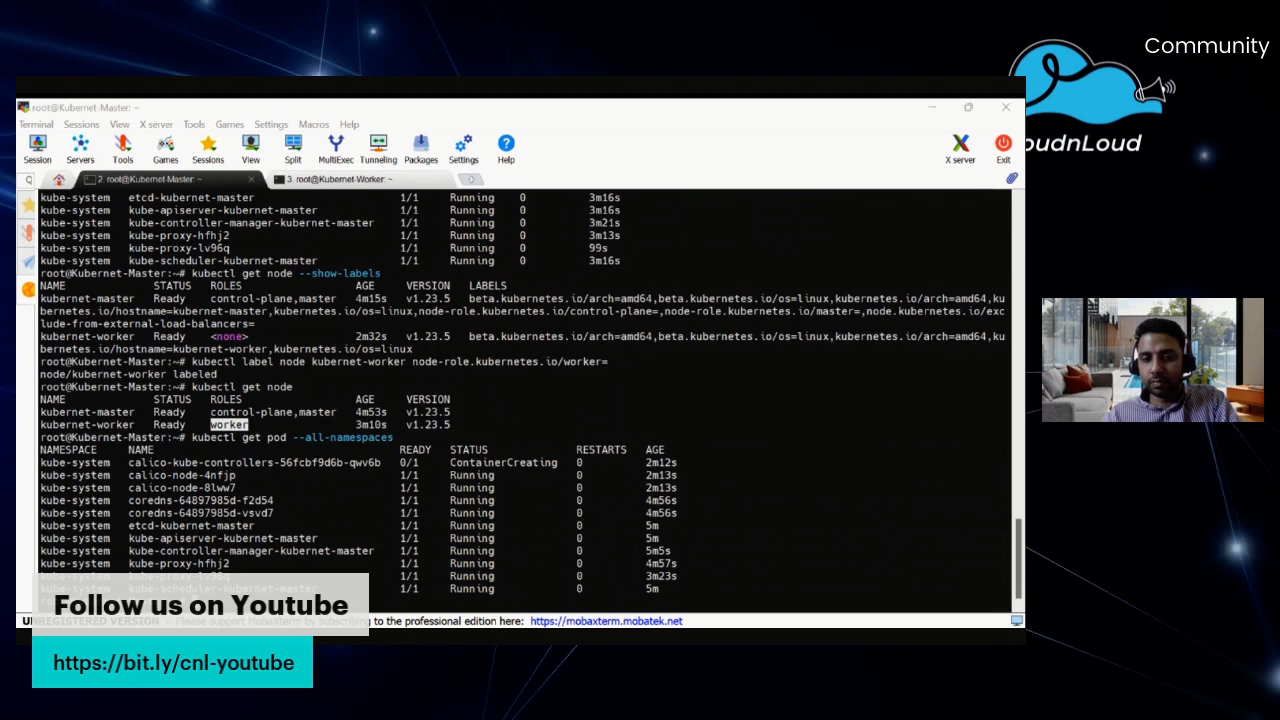 Community
oudnLoud
root@Kubernet-Master: ~
Terminal Sessions View X server Tools Games Settings Macros Help
Session Servers Tools Games Sessions View Split MultiExec Tunneling Packages Settings Help X server Exit
2. root@Kubernet-Master: ~ 3. root@Kubernet-Worker: ~
kube-system etcd-kubernet-master 1/1 Running 0 3m16s
kube-system kube-apiserver-kubernet-master 1/1 Running 0 3m16s
kube-system kube-controller-manager-kubernet-master 1/1 Running 0 3m21s
kube-system kube-proxy-hfhj2 1/1 Running 0 3m13s
kube-system kube-proxy-lv96q 1/1 Running 0 99s
kube-system kube-scheduler-kubernet-master 1/1 Running 0 3m16s
root@Kubernet-Master:~# kubectl get node --show-labels
NAME STATUS ROLES AGE VERSION LABELS
kubernet-master Ready control-plane,master 4m15s v1.23.5 beta.kubernetes.io/arch=amd64,beta.kubernetes.io/os=linux,kubernetes.io/arch=amd64,ku
bernetes.io/hostname=kubernet-master,kubernetes.io/os=linux,node-role.kubernetes.io/control-plane=,node-role.kubernetes.io/master=,node.kubernetes.io/exc
lude-from-external-load-balancers=
kubernet-worker Ready <none> 2m32s v1.23.5 beta.kubernetes.io/arch=amd64,beta.kubernetes.io/os=linux,kubernetes.io/arch=amd64,ku
bernetes.io/hostname=kubernet-worker,kubernetes.io/os=linux
root@Kubernet-Master:~# kubectl label node kubernet-worker node-role.kubernetes.io/worker=
node/kubernet-worker labeled
root@Kubernet-Master:~# kubectl get node
NAME STATUS ROLES AGE VERSION
kubernet-master Ready control-plane,master 4m53s v1.23.5
kubernet-worker Ready worker 3m10s v1.23.5
root@Kubernet-Master:~# kubectl get pod --all-namespaces
NAMESPACE NAME READY STATUS RESTARTS AGE
kube-system calico-kube-controllers-56fcbf9d6b-qwv6b 0/1 ContainerCreating 0 2m12s
kube-system calico-node-4nfjp 1/1 Running 0 2m13s
kube-system calico-node-8lww7 1/1 Running 0 2m13s
kube-system coredns-64897985d-f2d54 1/1 Running 0 4m56s
kube-system coredns-64897985d-vsvd7 1/1 Running 0 4m56s
kube-system etcd-kubernet-master 1/1 Running 0 5m
kube-system kube-apiserver-kubernet-master 1/1 Running 0 5m
kube-system kube-controller-manager-kubernet-master 1/1 Running 0 5m5s
kube-system kube-proxy-hfhj2 1/1 Running 0 4m57s
kube-system kube-proxy-lv96q 1/1 Running 0 3m23s
kube-system kube-scheduler-kubernet-master 1/1 Running 0 5m
Follow us on Youtube
UNREGISTERED VERSION - Please support MobaXterm by subscribing to the professional edition here: https://mobaxterm.mobatek.net
https://bit.ly/cnl-youtube